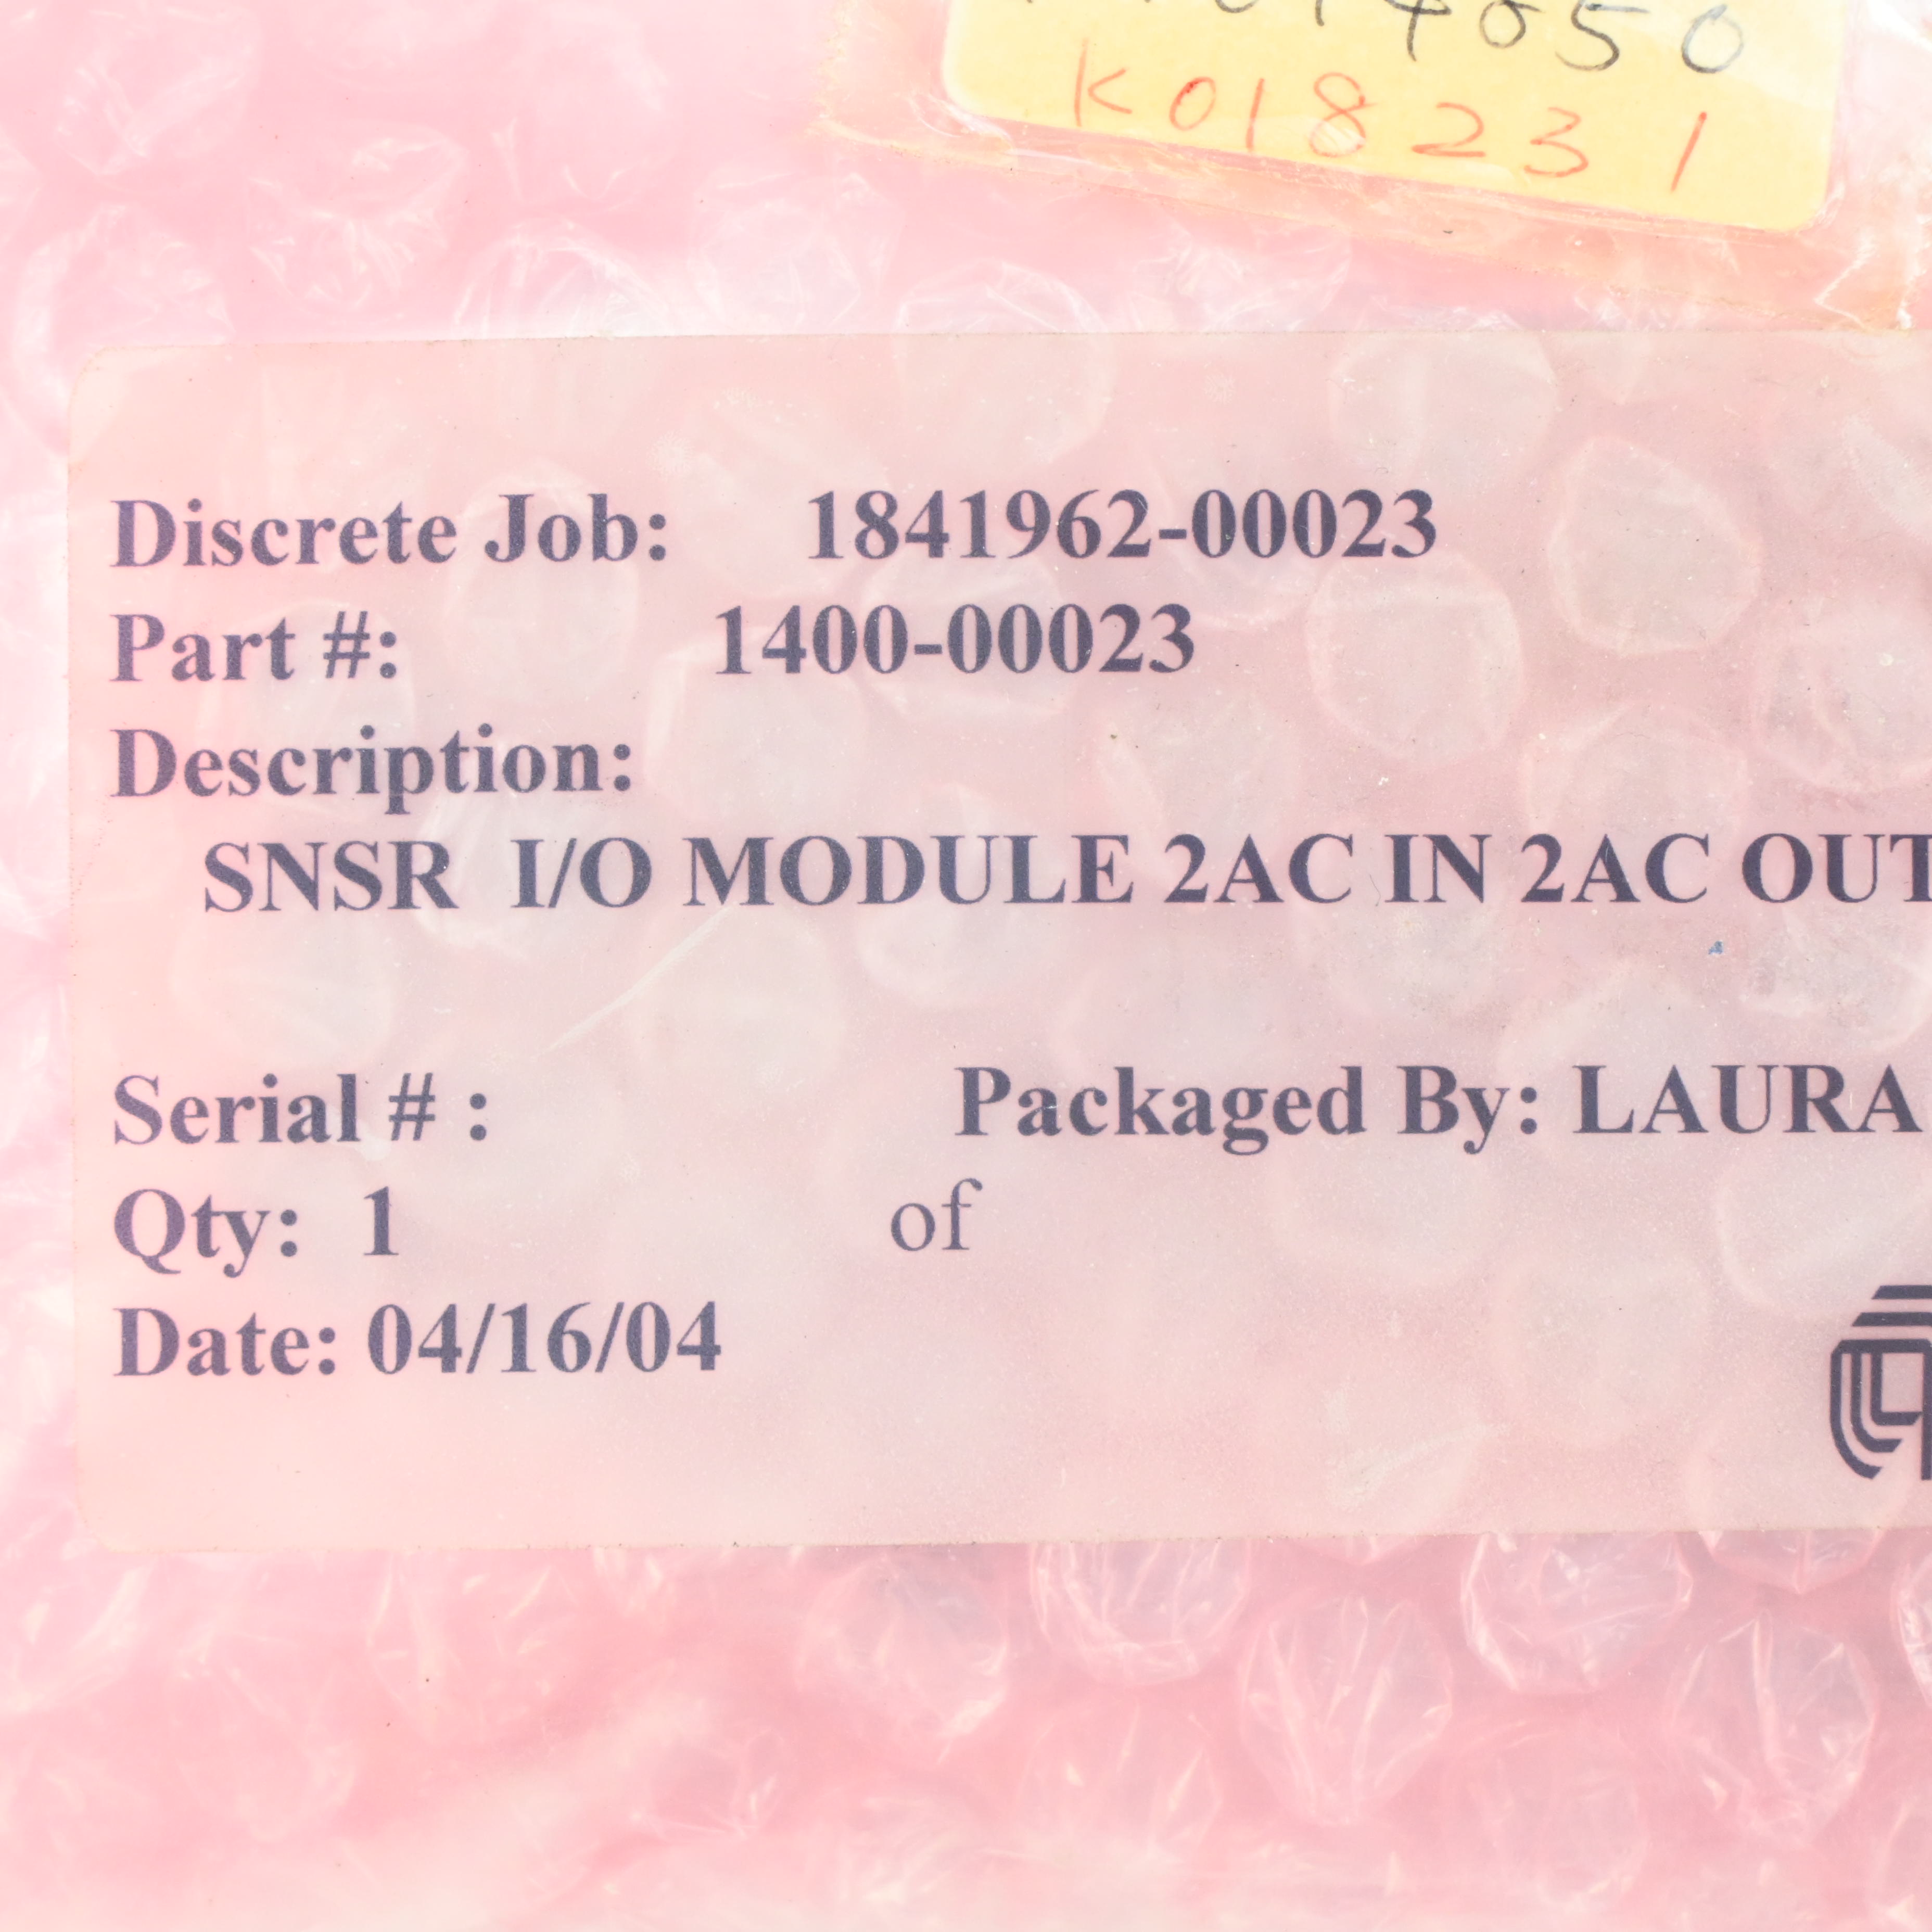 K018231
Discrete Job: 1841962-00023
Part #: 1400-00023
Description:
SNSR I/O MODULE 2AC IN 2AC OUT
Serial # : Packaged By: LAURA
Qty: 1 of
Date: 04/16/04